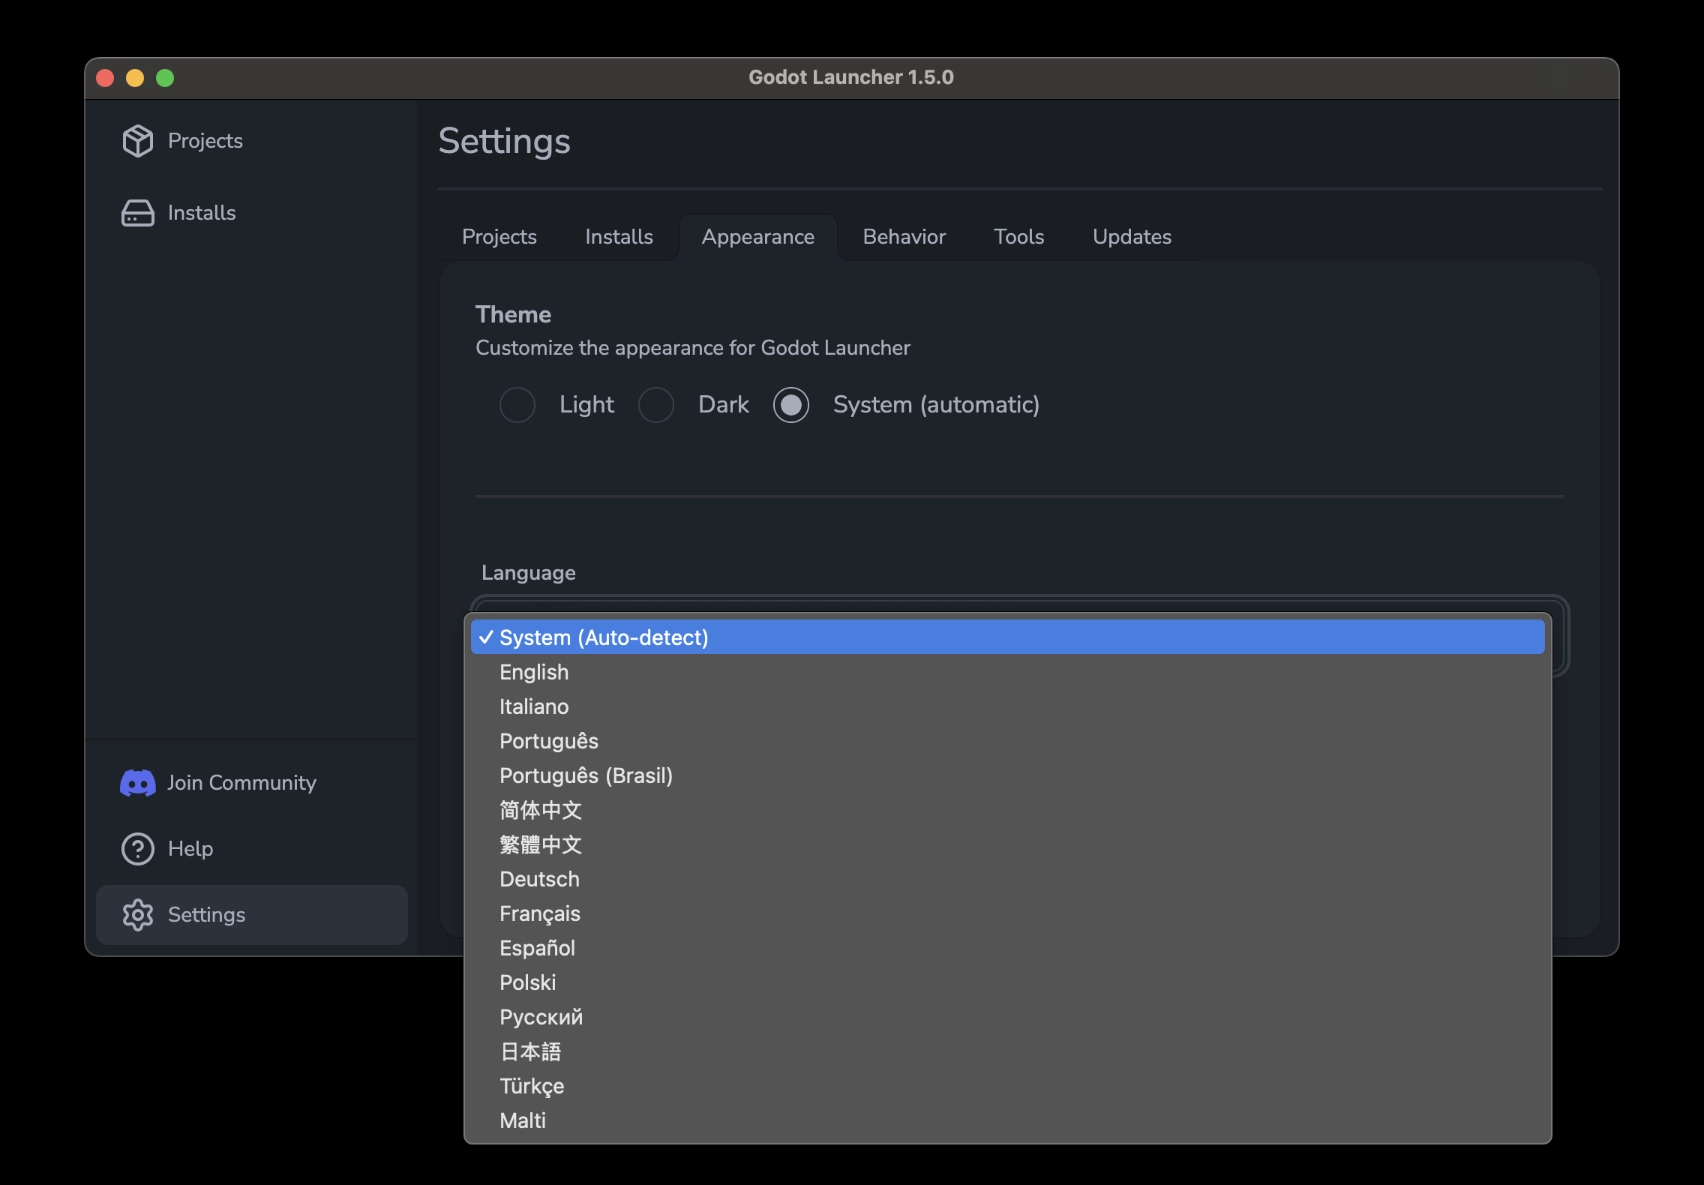 Godot Launcher 1.5.0
Projects
Installs
Settings
Projects Installs Appearance Behavior Tools Updates
Theme
Customize the appearance for Godot Launcher
Light Dark System (automatic)
Language
✓ System (Auto-detect)
English
Italiano
Português
Português (Brasil)
简体中文
繁體中文
Deutsch
Français
Español
Polski
Русский
日本語
Türkçe
Malti
Join Community
Help
Settings